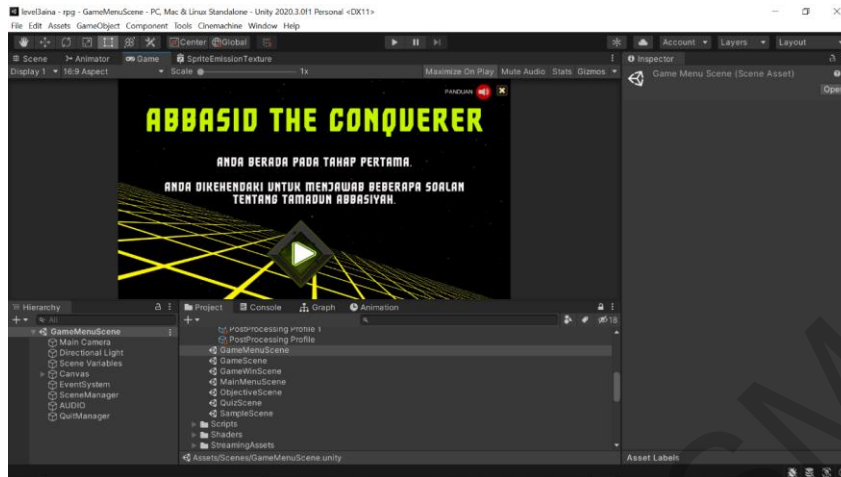 level3aina - rpg - GameMenuScene - PC, Mac & Linux Standalone - Unity 2020.3.0f1 Personal <DX11>
File Edit Assets GameObject Component Tools Cinemachine Window Help
Center Global
Account Layers Layout
Scene Animator Game SpriteEmissionTexture
Inspector
Display 1 16:9 Aspect Scale 1x Maximize On Play Mute Audio Stats Gizmos
Game Menu Scene (Scene Asset)
Open
PANDUAN
ABBASID THE CONQUERER
ANDA BERADA PADA TAHAP PERTAMA.
ANDA DIKEHENDAKI UNTUK MENJAWAB BEBERAPA SOALAN
TENTANG TAMADUN ABBASIYAH.
Hierarchy
All
GameMenuScene
Main Camera
Directional Light
Scene Variables
Canvas
EventSystem
SceneManager
AUDIO
QuitManager
Project Console Graph Animation
18
PostProcessing Profile 1
PostProcessing Profile
GameMenuScene
GameScene
GameWinScene
MainMenuScene
ObjectiveScene
QuizScene
SampleScene
Scripts
Shaders
StreamingAssets
Assets/Scenes/GameMenuScene.unity
Asset Labels